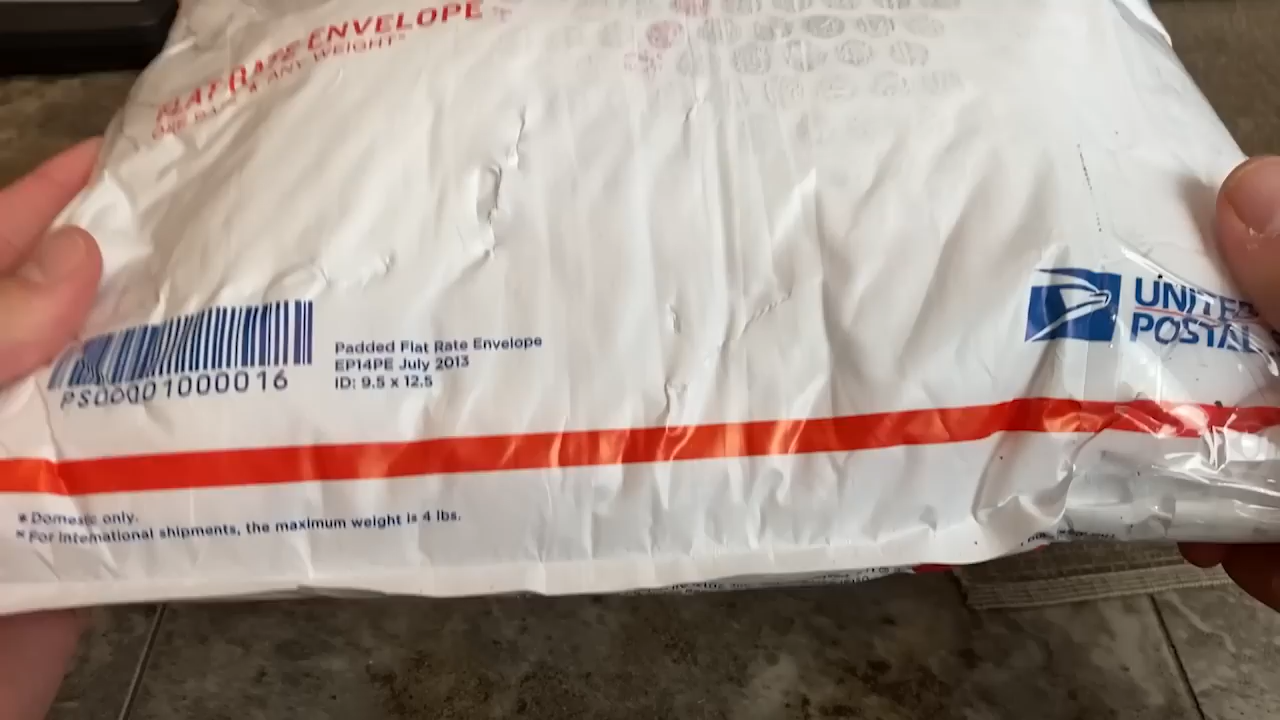 FLAT RATE ENVELOPE
ONE RATE ANY WEIGHT*
UNITED
POSTAL
PS00001000016
Padded Flat Rate Envelope
EP14PE July 2013
ID: 9.5 x 12.5
* Domestic only.
* For international shipments, the maximum weight is 4 lbs.